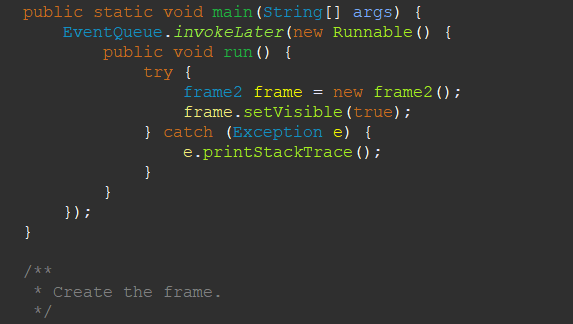 public static void main(String[] args) {
    EventQueue.invokeLater(new Runnable() {
        public void run() {
            try {
                frame2 frame = new frame2();
                frame.setVisible(true);
            } catch (Exception e) {
                e.printStackTrace();
            }
        }
    });
}

/**
 * Create the frame.
 */